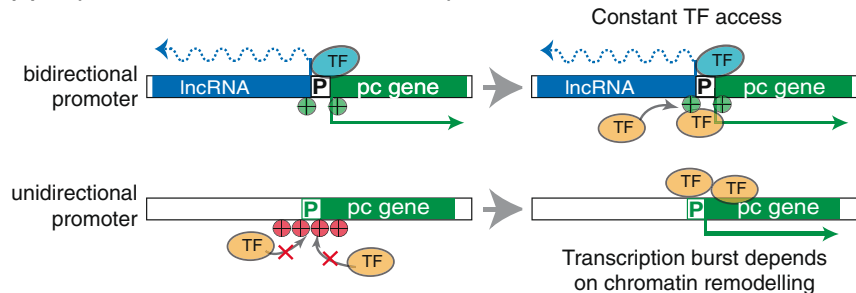 Constant TF access
bidirectional
promoter
TF
lncRNA
P
pc gene
TF
lncRNA
P
pc gene
TF
TF
unidirectional
promoter
P
pc gene
TF
TF
TF
TF
P
pc gene
Transcription burst depends
on chromatin remodelling